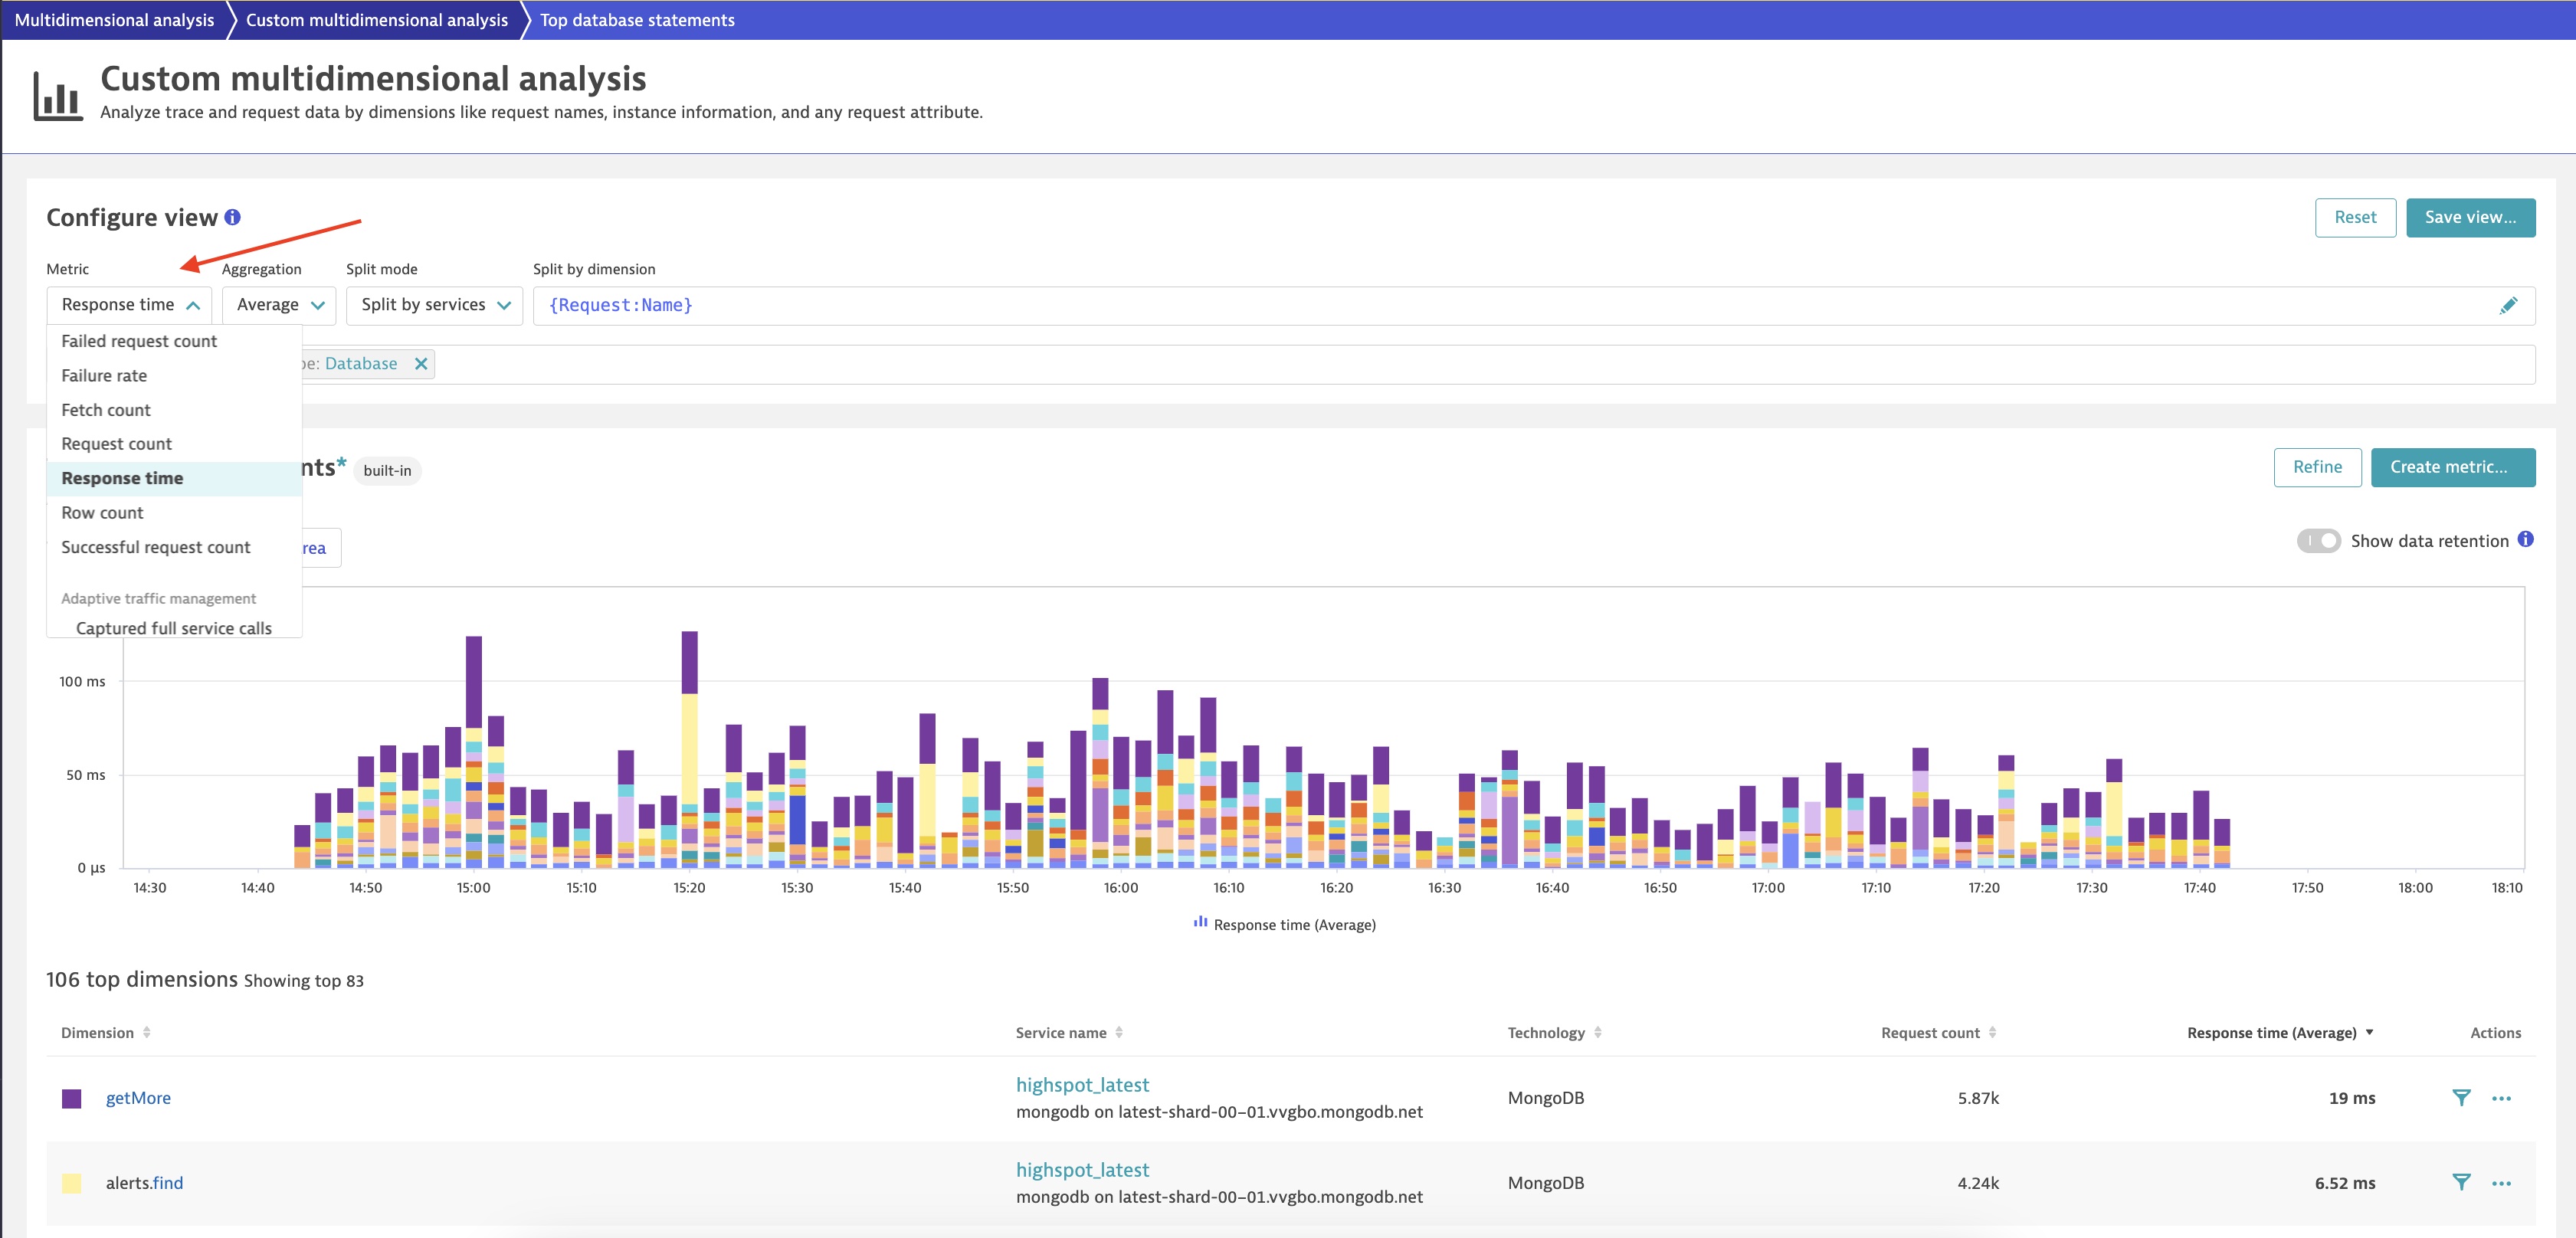 Multidimensional analysis
Custom multidimensional analysis
Top database statements
Custom multidimensional analysis
Analyze trace and request data by dimensions like request names, instance information, and any request attribute.
Configure view
Reset
Save view...
Metric
Aggregation
Split mode
Split by dimension
Response time
Average
Split by services
{Request:Name}
Failed request count
Failure rate
Fetch count
Request count
Response time
Row count
Successful request count
Adaptive traffic management
Captured full service calls
be: Database
nts*
built-in
Refine
Create metric...
rea
Show data retention
100 ms
50 ms
0 µs
14:30
14:40
14:50
15:00
15:10
15:20
15:30
15:40
15:50
16:00
16:10
16:20
16:30
16:40
16:50
17:00
17:10
17:20
17:30
17:40
17:50
18:00
18:10
Response time (Average)
106 top dimensions Showing top 83
Dimension
Service name
Technology
Request count
Response time (Average)
Actions
getMore
highspot_latest
mongodb on latest-shard-00-01.vvgbo.mongodb.net
MongoDB
5.87k
19 ms
alerts.find
highspot_latest
mongodb on latest-shard-00-01.vvgbo.mongodb.net
MongoDB
4.24k
6.52 ms